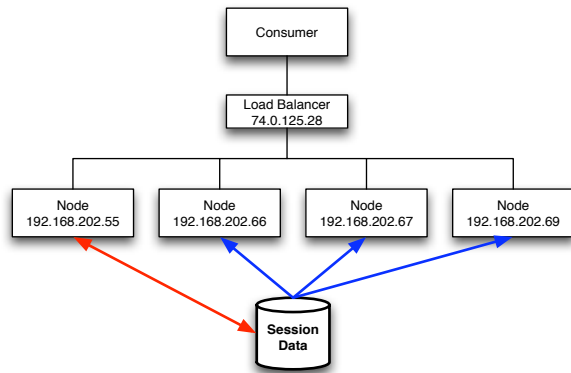 Consumer
Load Balancer
74.0.125.28
Node
192.168.202.55
Node
192.168.202.66
Node
192.168.202.67
Node
192.168.202.69
Session
Data